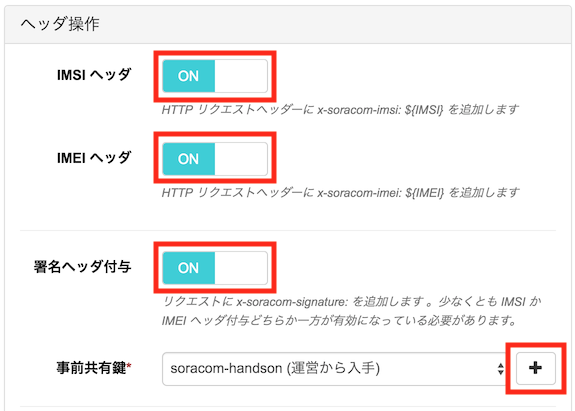 ヘッダ操作
IMSI ヘッダ
ON
HTTP リクエストヘッダーに x-soracom-imsi: ${IMSI} を追加します
IMEI ヘッダ
ON
HTTP リクエストヘッダーに x-soracom-imei: ${IMEI} を追加します
署名ヘッダ付与
ON
リクエストに x-soracom-signature: を追加します 。少なくとも IMSI か
IMEI ヘッダ付与どちらか一方が有効になっている必要があります。
事前共有鍵*
soracom-handson (運営から入手)
+